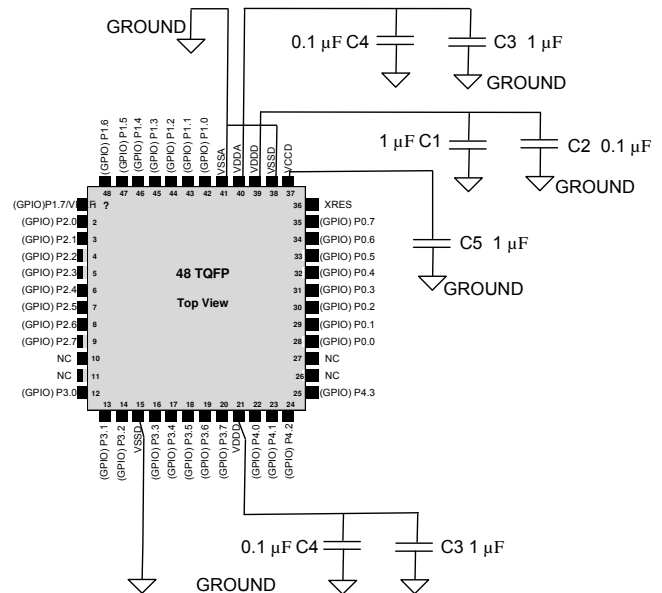 GROUND
0.1 µF C4
C3 1 µF
GROUND
1 µF C1
C2 0.1 µF
GROUND
C5 1 µF
GROUND
(GPIO) P1.6
(GPIO) P1.5
(GPIO) P1.4
(GPIO) P1.3
(GPIO) P1.2
(GPIO) P1.1
(GPIO) P1.0
VSSA
VDDA
VDDD
VSSD
VCCD
48
47
46
45
44
43
42
41
40
39
38
37
?
(GPIO)P1.7/
(GPIO) P2.0
2
(GPIO) P2.1
3
(GPIO) P2.2
4
(GPIO) P2.3
5
(GPIO) P2.4
6
(GPIO) P2.5
7
(GPIO) P2.6
8
(GPIO) P2.7
9
NC
10
NC
11
(GPIO) P3.0
12
48 TQFP
Top View
36
XRES
35
(GPIO) P0.7
34
(GPIO) P0.6
33
(GPIO) P0.5
32
(GPIO) P0.4
31
(GPIO) P0.3
30
(GPIO) P0.2
29
(GPIO) P0.1
28
(GPIO) P0.0
27
NC
26
NC
25
(GPIO) P4.3
13
14
15
16
17
18
19
20
21
22
23
24
(GPIO) P3.1
(GPIO) P3.2
VSSD
(GPIO) P3.3
(GPIO) P3.4
(GPIO) P3.5
(GPIO) P3.6
(GPIO) P3.7
VDDD
(GPIO) P4.0
(GPIO) P4.1
(GPIO) P4.2
0.1 µF C4
C3 1 µF
GROUND